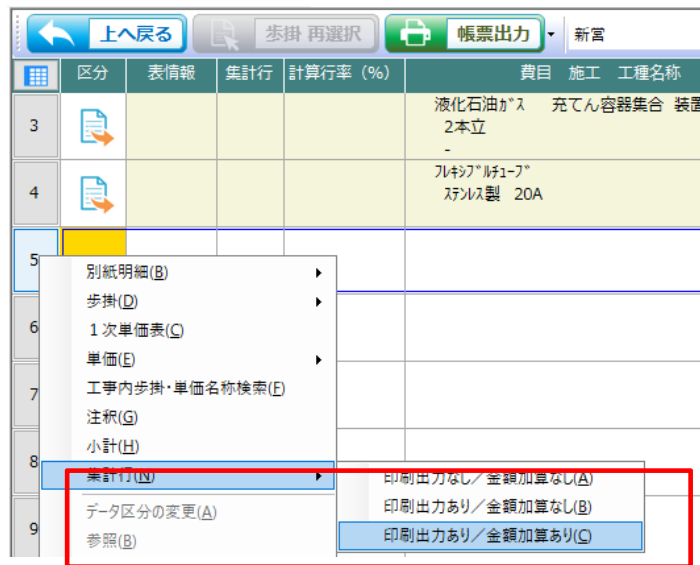 上へ戻る 歩掛 再選択 帳票出力 新営
区分 表情報 集計行 計算行率（%） 費目 施工 工種名称
3 液化石油ｶﾞｽ 充てん容器集合 装置
2本立
-
4 ﾌﾚｷｼﾌﾞﾙﾁｭｰﾌﾞ
ｽﾃﾝﾚｽ製 20A
5
別紙明細(B)
歩掛(D)
6 １次単価表(C)
単価(E)
工事内歩掛・単価名称検索(F)
7
注釈(G)
小計(H)
8 集計行(N) 印刷出力なし／金額加算なし(A)
データ区分の変更(A) 印刷出力あり／金額加算なし(B)
9 参照(B) 印刷出力あり／金額加算あり(C)